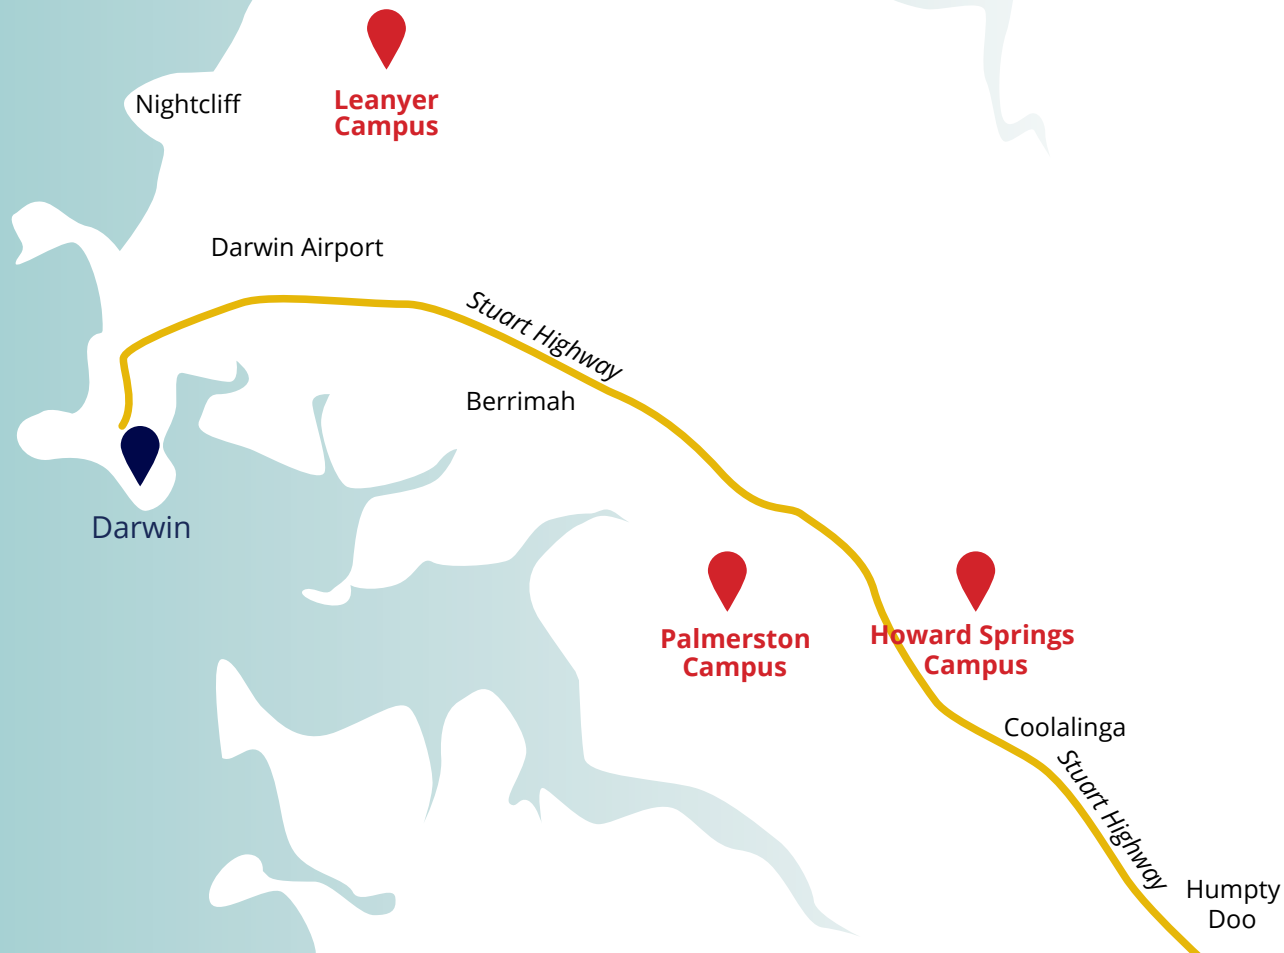 Nightcliff
Leanyer
Campus
Darwin Airport
Stuart Highway
Berrimah
Darwin
Palmerston
Campus
Howard Springs
Campus
Coolalinga
Stuart Highway
Humpty
Doo